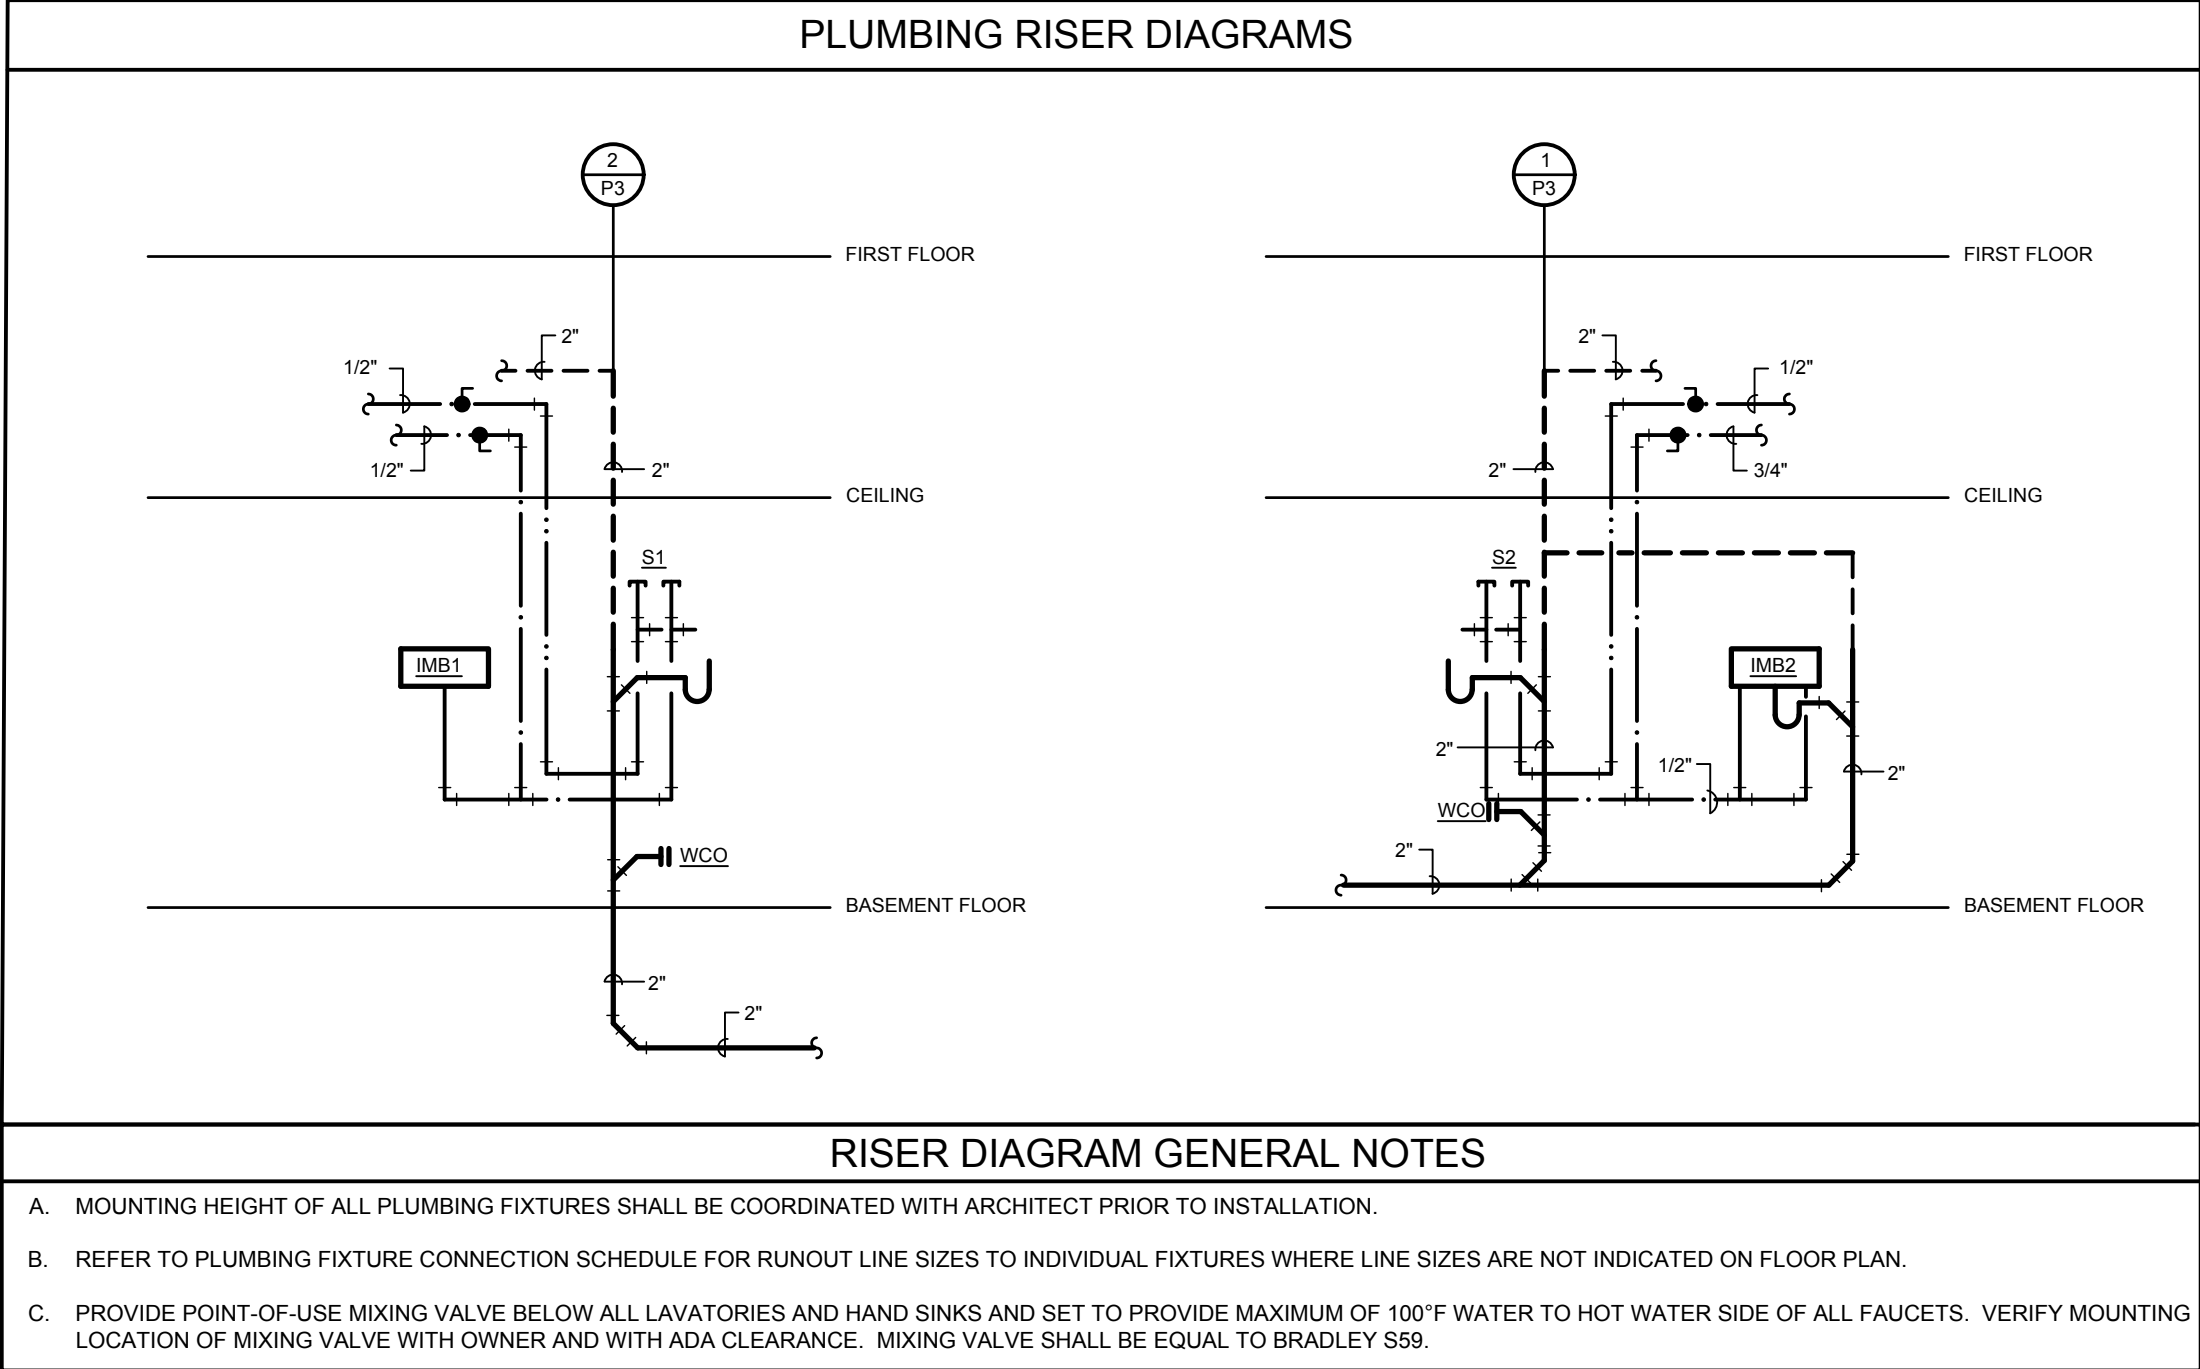 PLUMBING RISER DIAGRAMS
2
P3
FIRST FLOOR
2"
1/2"
1/2"
2"
CEILING
S1
IMB1
WCO
BASEMENT FLOOR
2"
2"
1
P3
FIRST FLOOR
2"
1/2"
2"
3/4"
CEILING
S2
IMB2
2"
1/2"
2"
WCO
2"
BASEMENT FLOOR
RISER DIAGRAM GENERAL NOTES
A. MOUNTING HEIGHT OF ALL PLUMBING FIXTURES SHALL BE COORDINATED WITH ARCHITECT PRIOR TO INSTALLATION.
B. REFER TO PLUMBING FIXTURE CONNECTION SCHEDULE FOR RUNOUT LINE SIZES TO INDIVIDUAL FIXTURES WHERE LINE SIZES ARE NOT INDICATED ON FLOOR PLAN.
C. PROVIDE POINT-OF-USE MIXING VALVE BELOW ALL LAVATORIES AND HAND SINKS AND SET TO PROVIDE MAXIMUM OF 100°F WATER TO HOT WATER SIDE OF ALL FAUCETS. VERIFY MOUNTING
LOCATION OF MIXING VALVE WITH OWNER AND WITH ADA CLEARANCE. MIXING VALVE SHALL BE EQUAL TO BRADLEY S59.